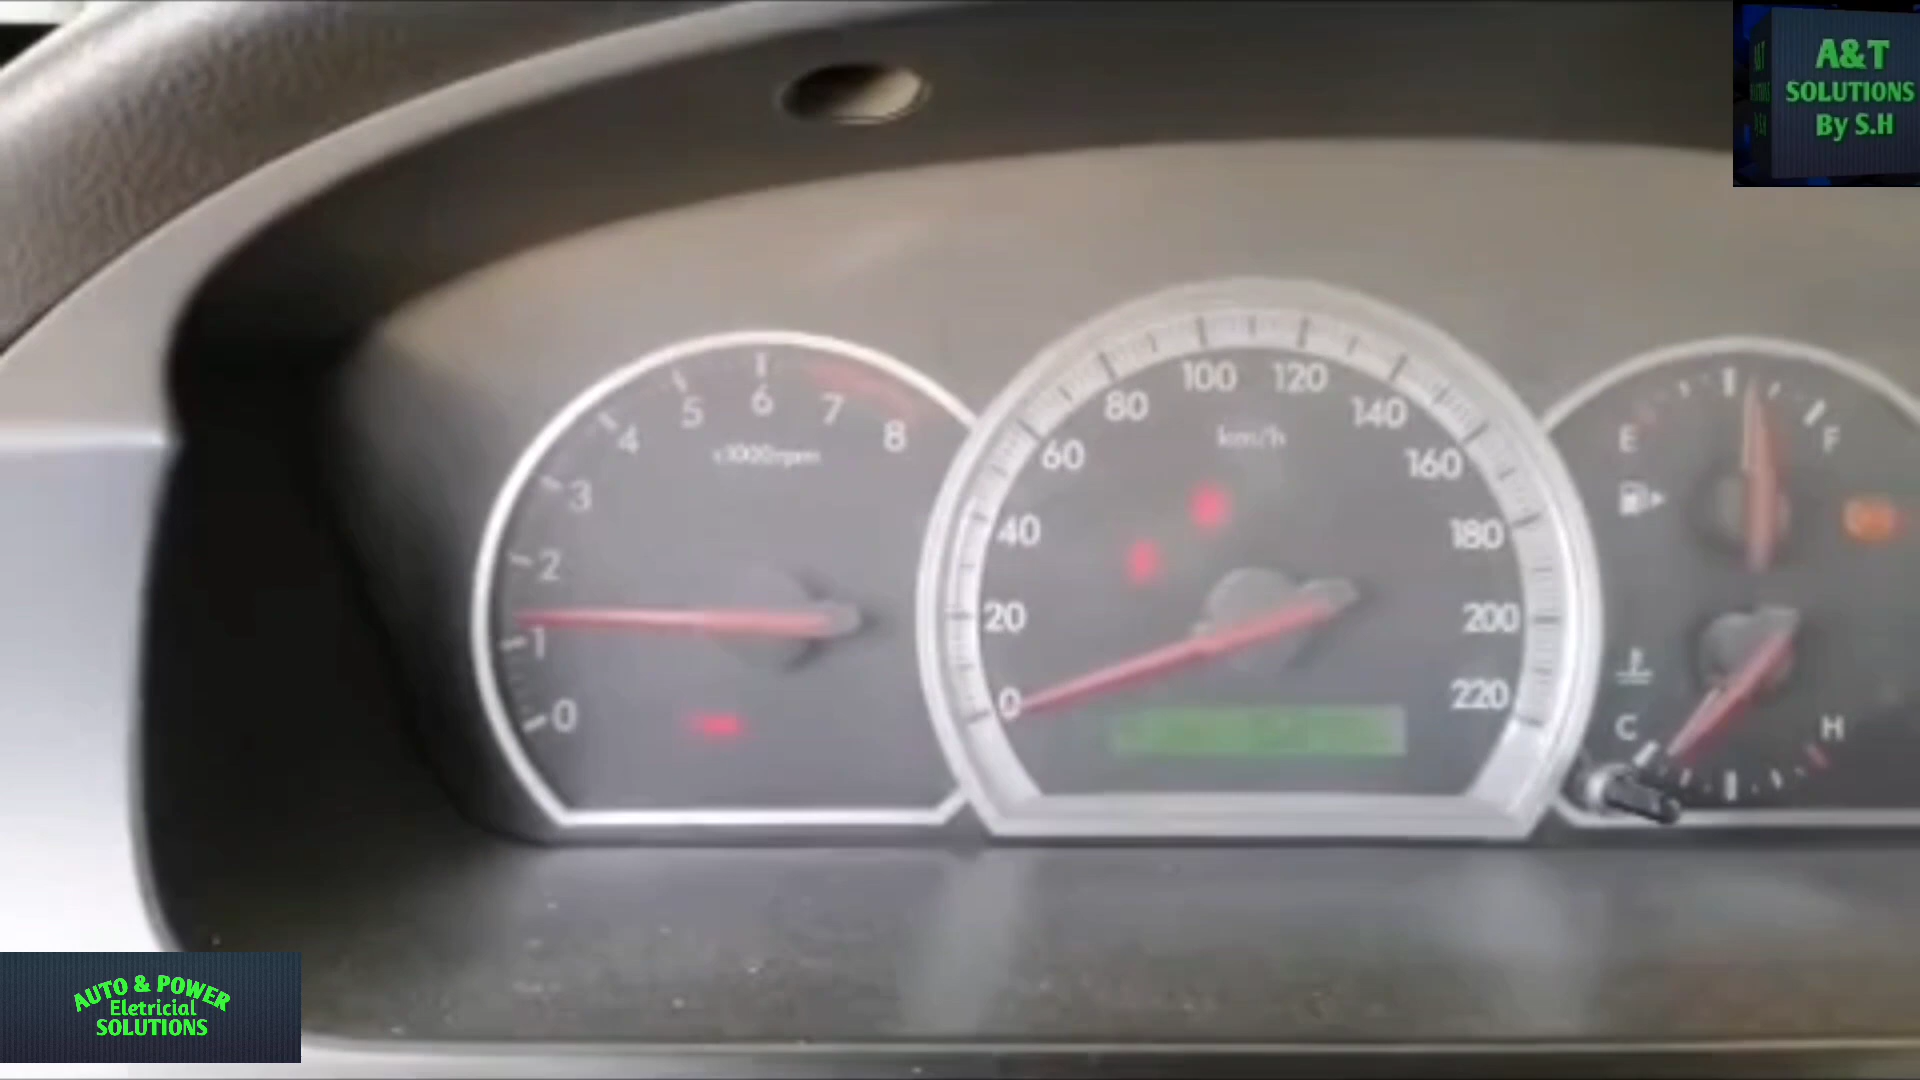 A&T
SOLUTIONS
By S.H
5
6
7
4
8
x1000rpm
3
2
1
0
100
120
80
140
km/h
60
160
40
180
20
200
0
220
E
F
C
H
AUTO & POWER
Eletricial
SOLUTIONS